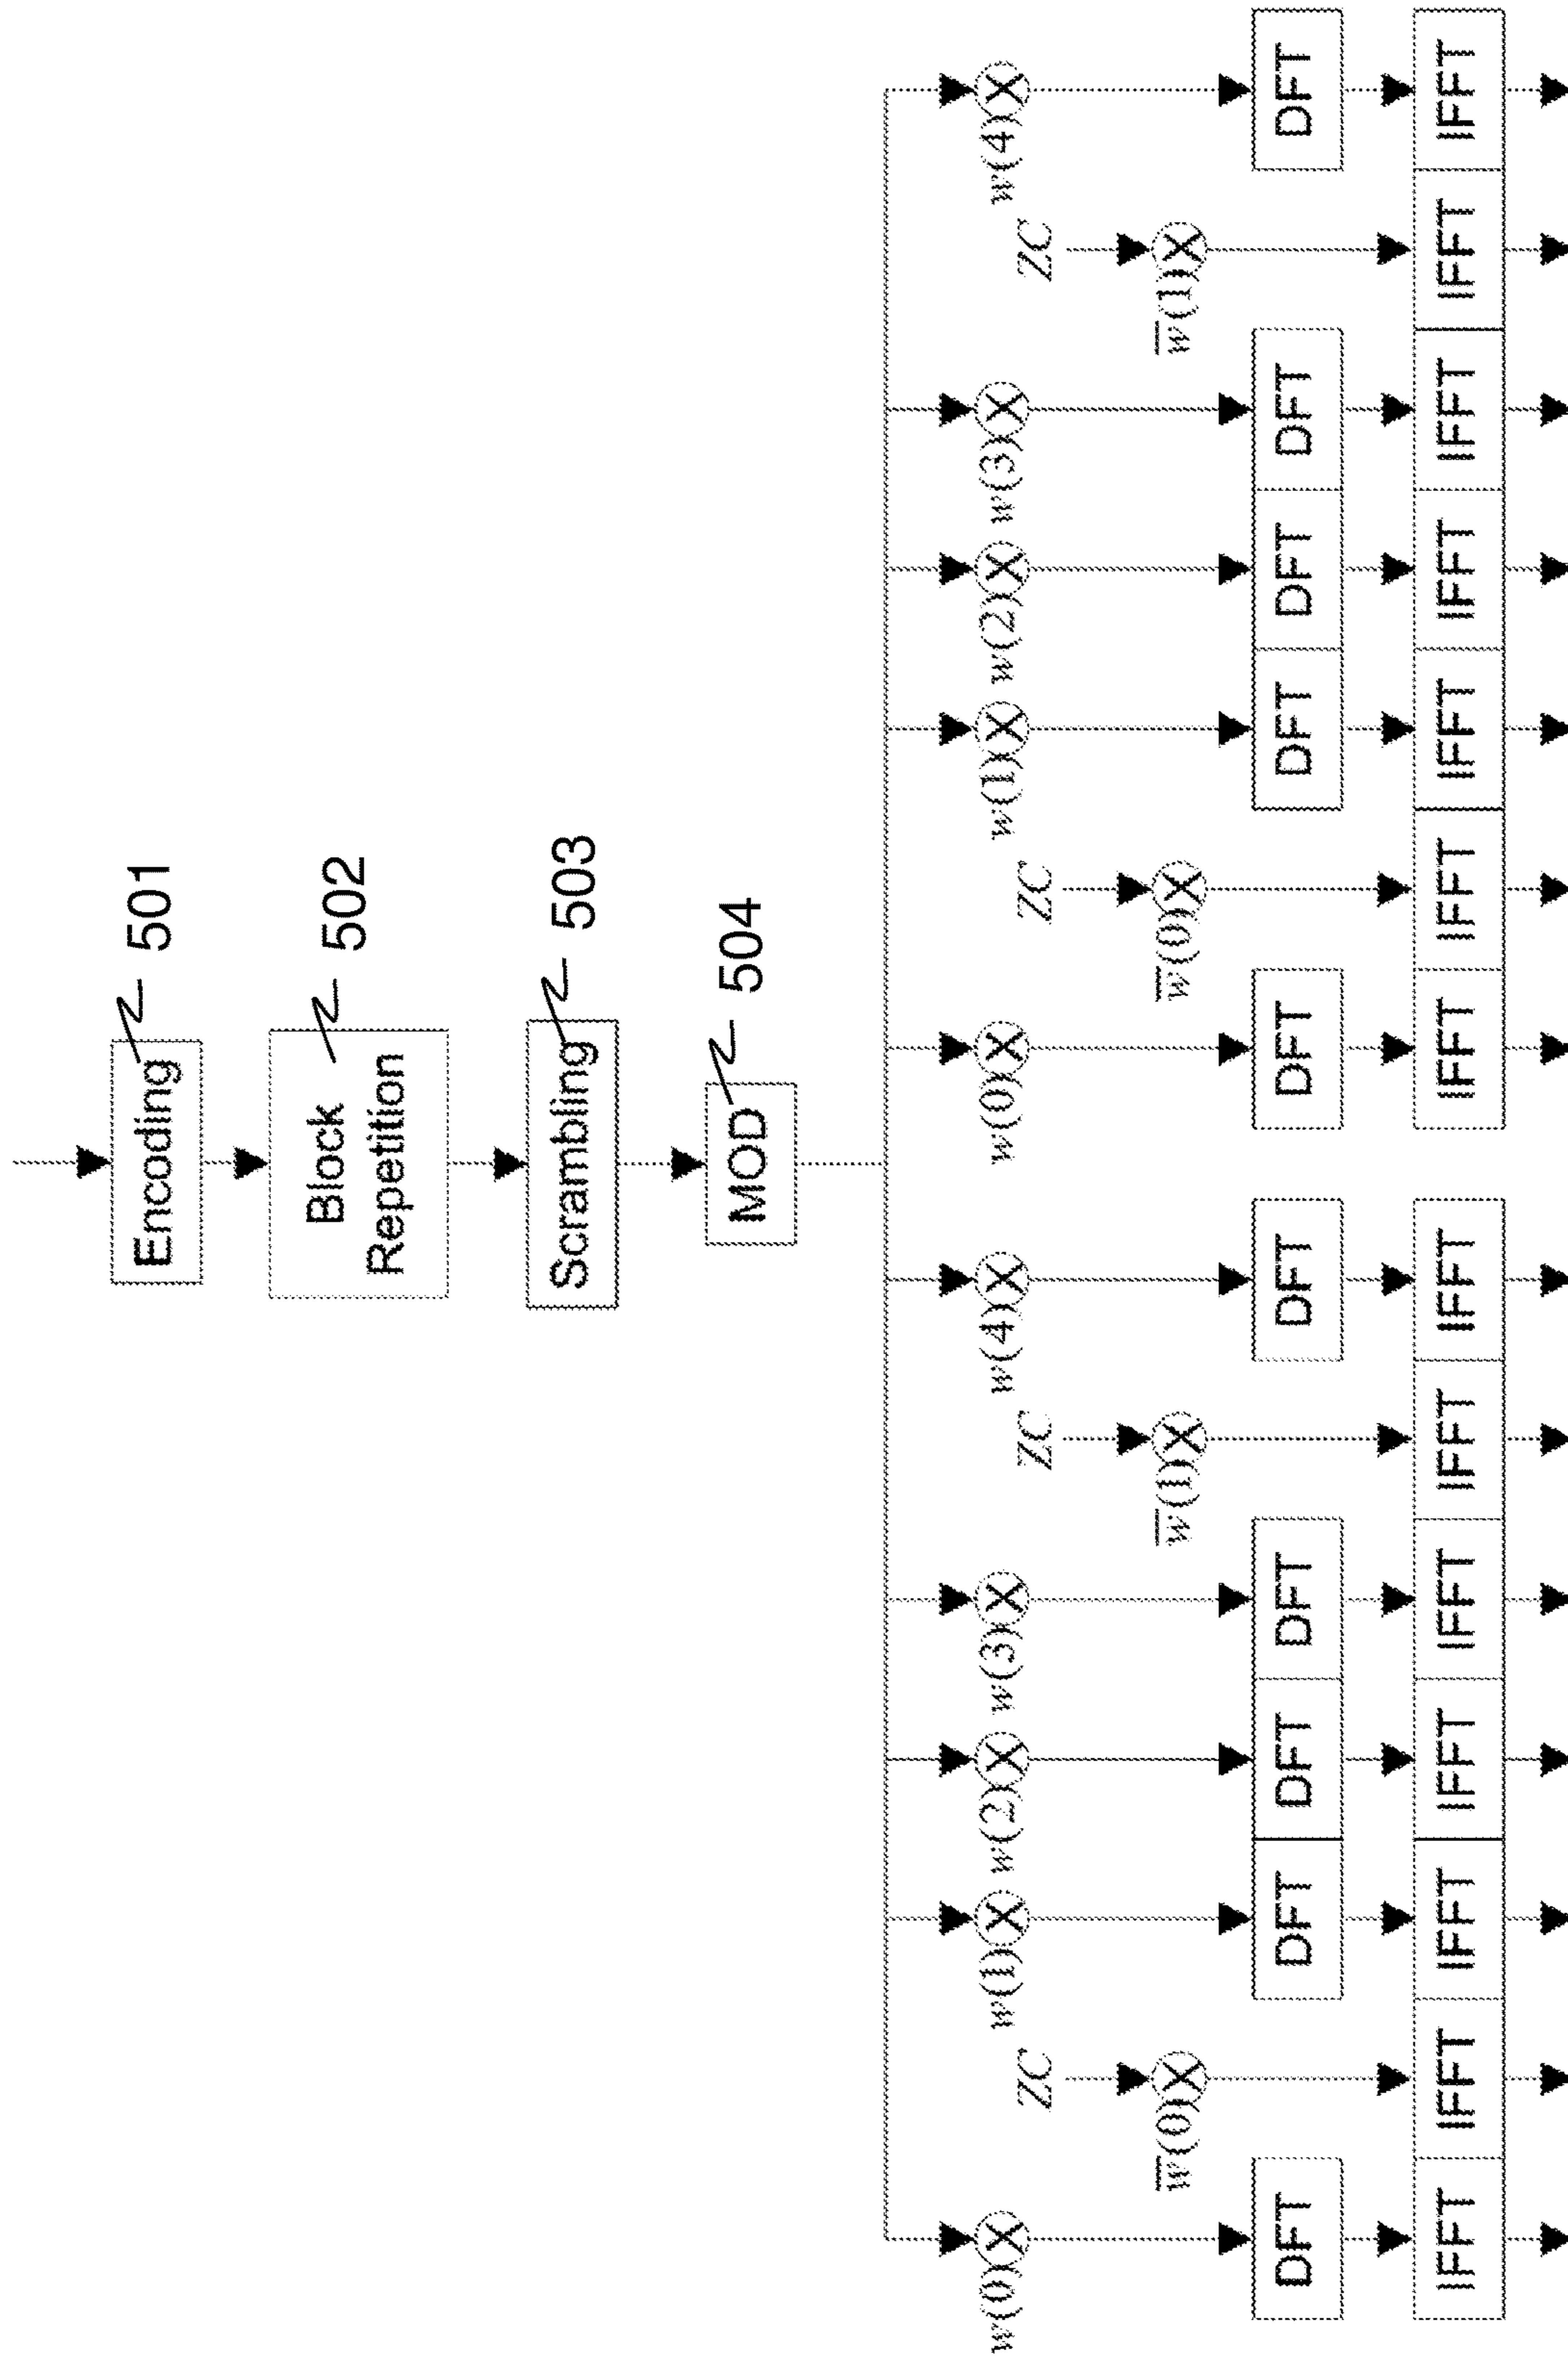 Encoding 501
Block 502
Repetition
Scrambling 503
MOD 504
w(0) w(1) w(2) w(3) w(4) w(0) w(1) w(2) w(3) w(4)
ZC ZC ZC ZC
w̅(0) w̅(1) w̅(0) w̅(1)
DFT DFT DFT DFT DFT DFT DFT DFT DFT DFT
IFFT IFFT IFFT IFFT IFFT IFFT IFFT IFFT IFFT IFFT IFFT IFFT IFFT IFFT